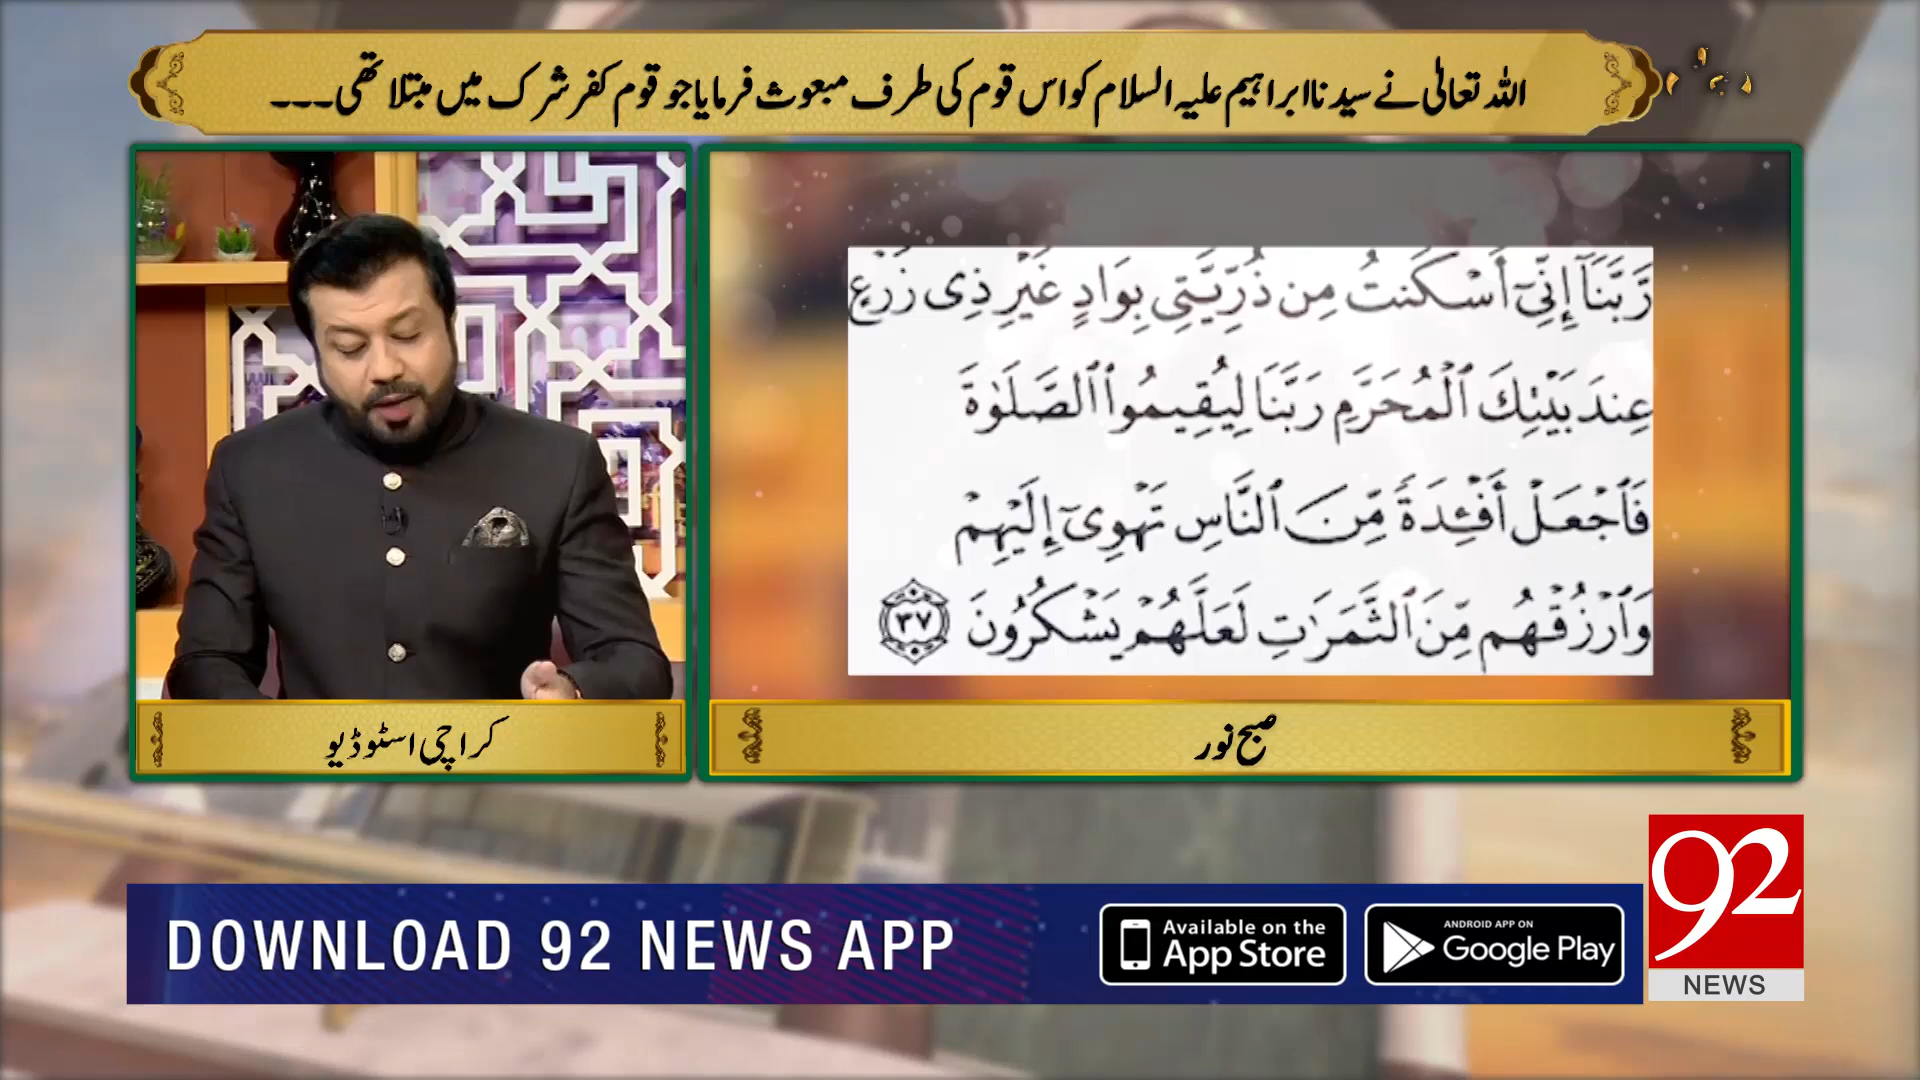 اللہ تعالیٰ نے سیدنا ابراہیم علیہ السلام کو اس قوم کی طرف مبعوث فرمایا جو قوم کفر شرک میں مبتلا تھی۔۔۔
رَّبَّنَآ إِنِّىٓ أَسْكَنتُ مِن ذُرِّيَّتِى بِوَادٍ غَيْرِ ذِى زَرْعٍ
عِندَ بَيْتِكَ ٱلْمُحَرَّمِ رَبَّنَا لِيُقِيمُوا۟ ٱلصَّلَوٰةَ
فَٱجْعَلْ أَفْـِٔدَةً مِّنَ ٱلنَّاسِ تَهْوِىٓ إِلَيْهِمْ
وَٱرْزُقْهُم مِّنَ ٱلثَّمَرَٰتِ لَعَلَّهُمْ يَشْكُرُونَ ٣٧
کراچی اسٹوڈیو
صبح نور
DOWNLOAD 92 NEWS APP
Available on the
App Store
ANDROID APP ON
Google Play
92
NEWS